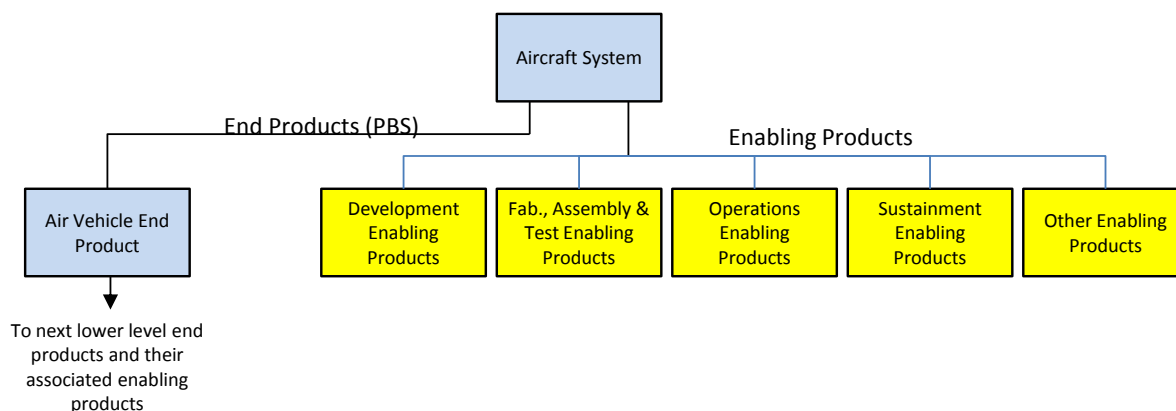 Aircraft System
End Products (PBS)
Enabling Products
Air Vehicle End
Product
Development
Enabling
Products
Fab., Assembly &
Test Enabling
Products
Operations
Enabling
Products
Sustainment
Enabling
Products
Other Enabling
Products
To next lower level end
products and their
associated enabling
products